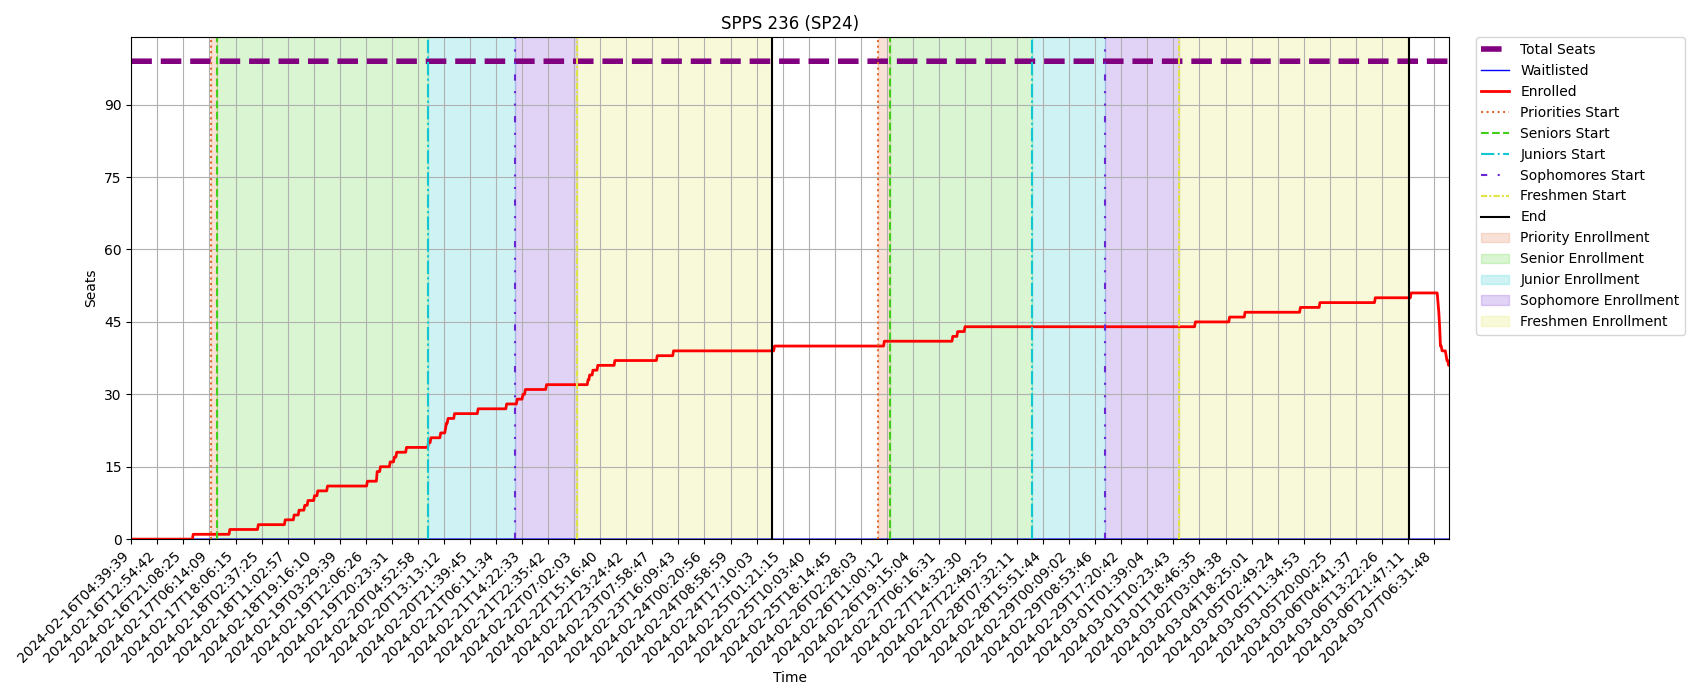 SPPS 236 (SP24)
Total Seats
Waitlisted
Enrolled
Priorities Start
Seniors Start
Juniors Start
Sophomores Start
Freshmen Start
End
Priority Enrollment
Senior Enrollment
Junior Enrollment
Sophomore Enrollment
Freshmen Enrollment
Seats
90
75
60
45
30
15
0
2024-02-16T04:39:39
2024-02-16T12:54:42
2024-02-16T21:08:25
2024-02-17T06:14:09
2024-02-17T18:06:15
2024-02-18T02:37:25
2024-02-18T11:02:57
2024-02-18T19:16:10
2024-02-19T03:29:39
2024-02-19T12:06:26
2024-02-19T20:23:31
2024-02-20T04:52:58
2024-02-20T13:13:12
2024-02-20T21:39:45
2024-02-21T06:11:34
2024-02-21T14:22:33
2024-02-21T22:35:42
2024-02-22T07:02:03
2024-02-22T15:16:40
2024-02-22T23:24:42
2024-02-23T07:58:47
2024-02-23T16:09:43
2024-02-24T00:20:56
2024-02-24T08:58:59
2024-02-24T17:10:03
2024-02-25T01:21:15
2024-02-25T10:03:40
2024-02-25T18:14:45
2024-02-26T02:28:03
2024-02-26T11:00:12
2024-02-26T19:15:04
2024-02-27T06:16:31
2024-02-27T14:32:30
2024-02-27T22:49:25
2024-02-28T07:32:11
2024-02-28T15:51:44
2024-02-29T00:09:02
2024-02-29T08:53:46
2024-02-29T17:20:42
2024-03-01T01:39:04
2024-03-01T10:23:43
2024-03-01T18:46:35
2024-03-02T03:04:38
2024-03-04T18:25:01
2024-03-05T02:49:24
2024-03-05T11:34:53
2024-03-05T20:00:25
2024-03-06T04:41:37
2024-03-06T13:22:26
2024-03-06T21:47:11
2024-03-07T06:31:48
Time